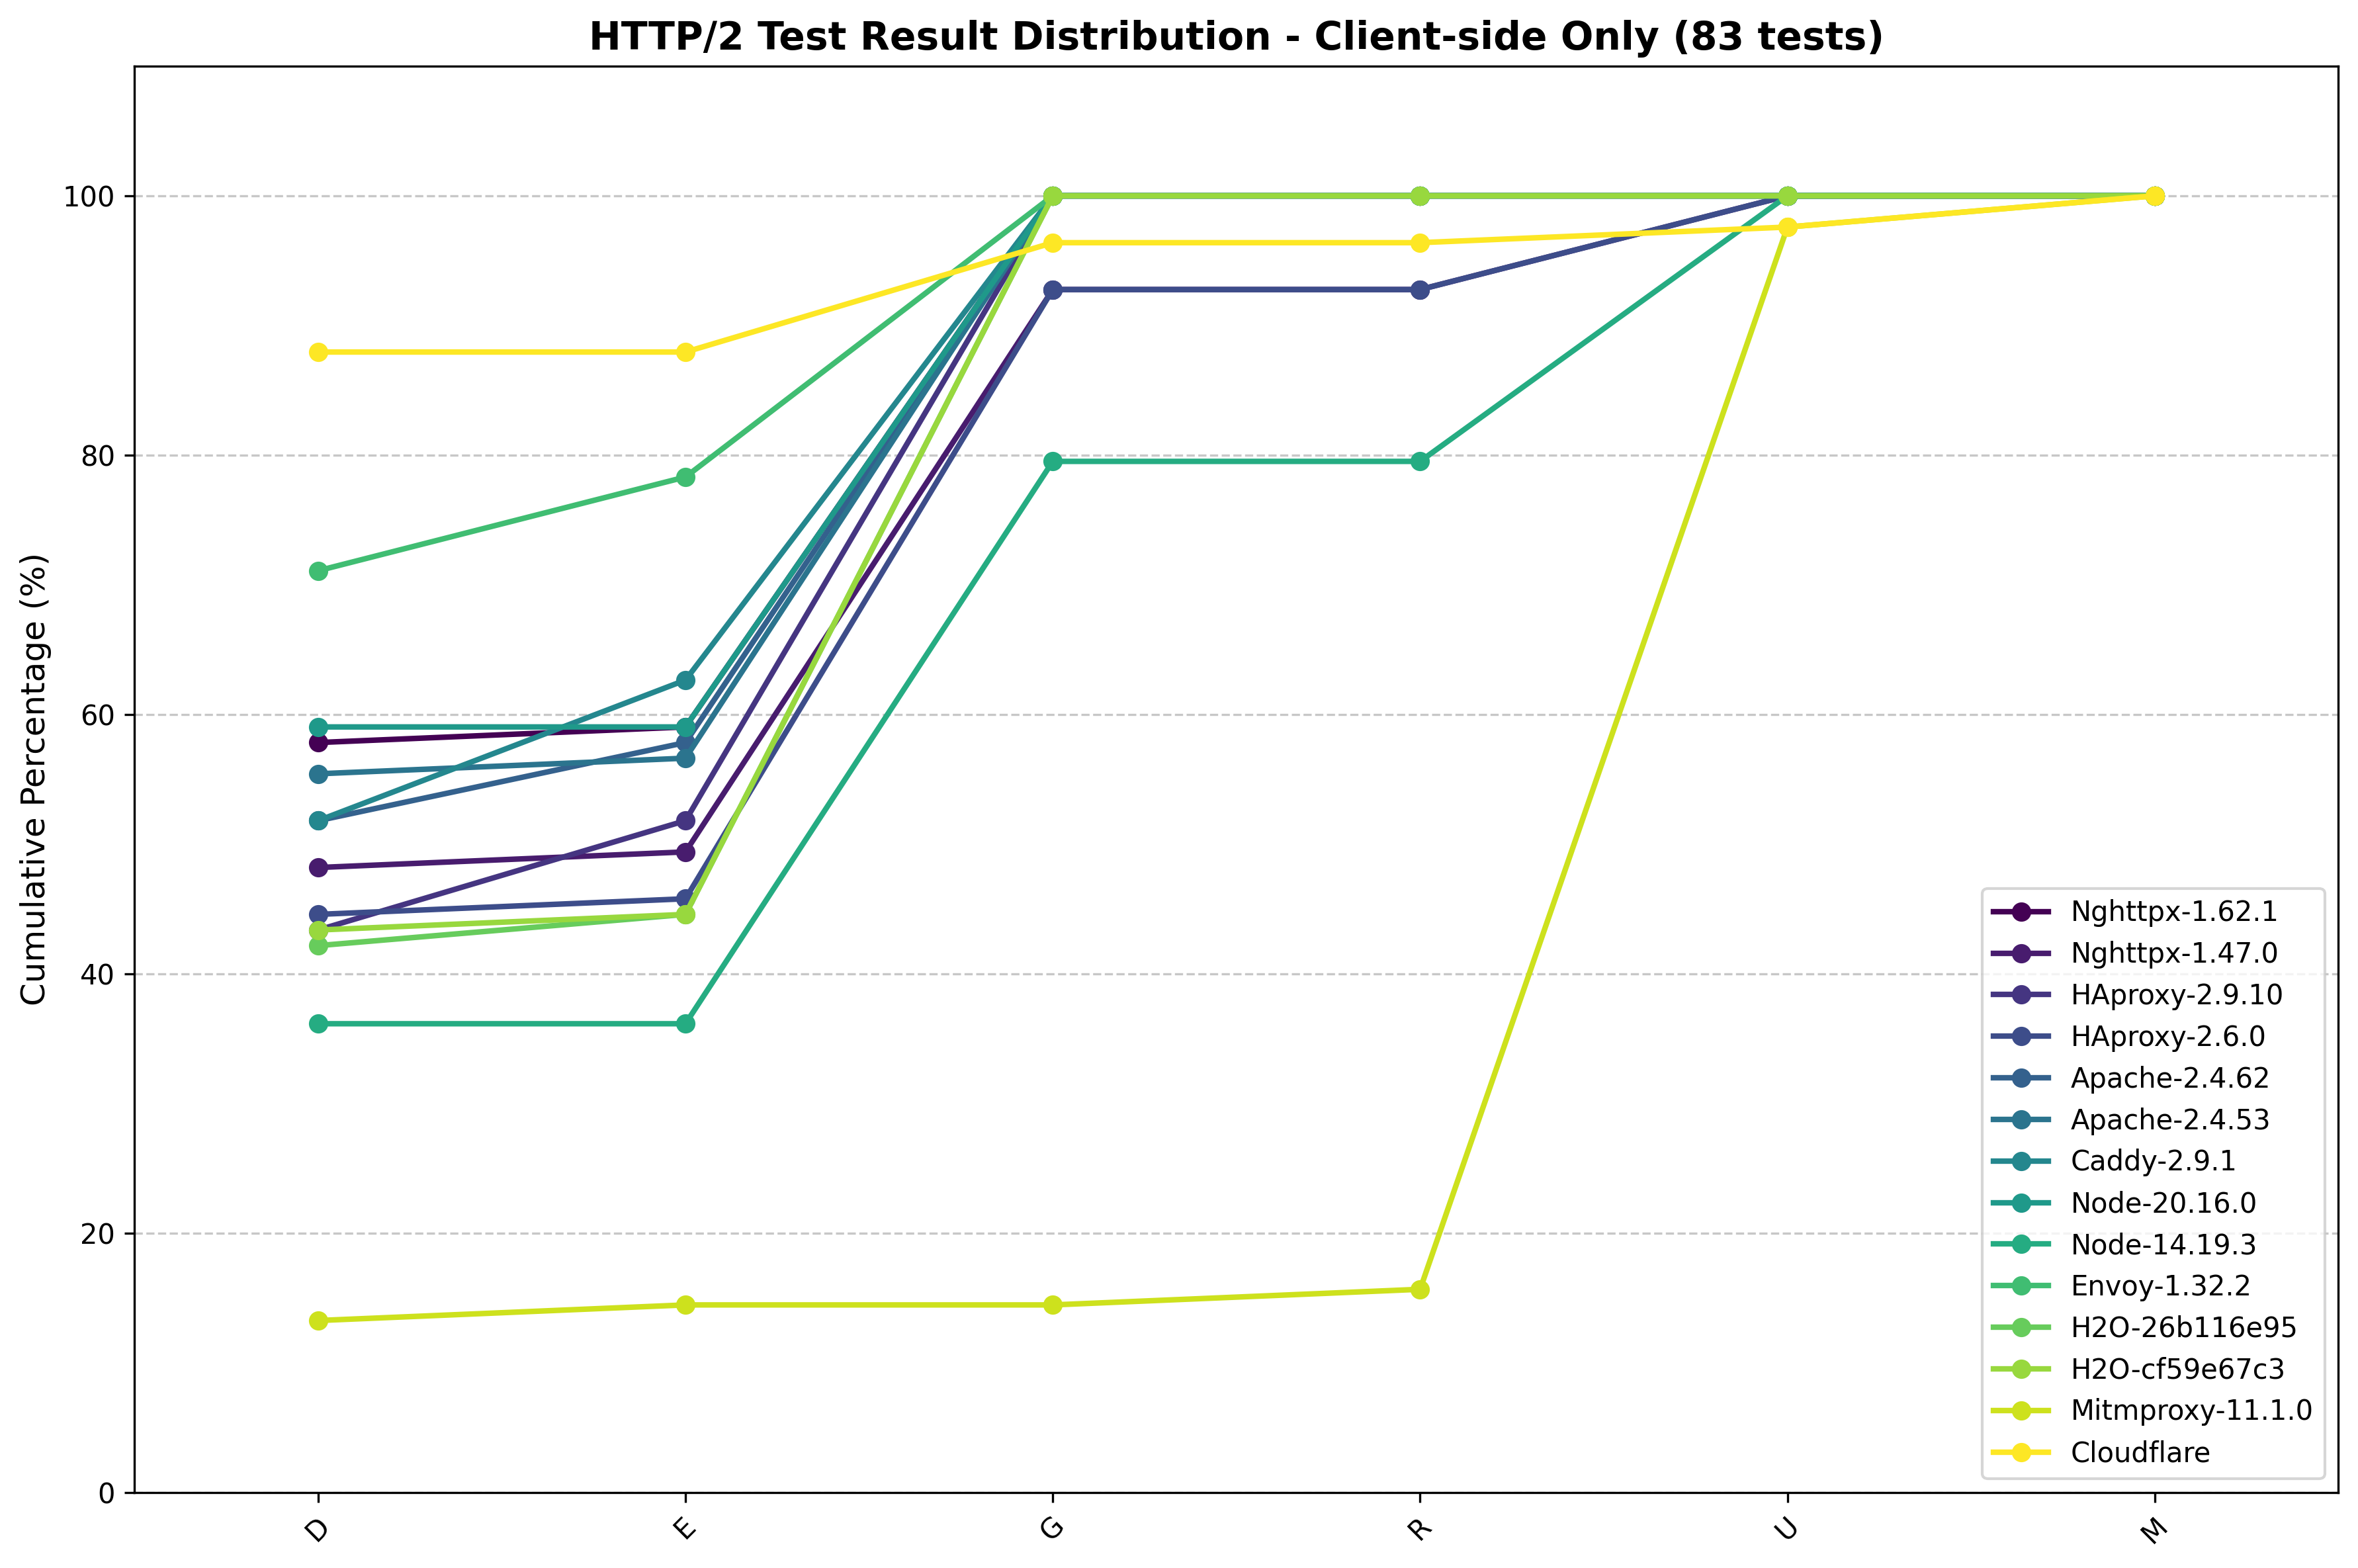 HTTP/2 Test Result Distribution - Client-side Only (83 tests)
Cumulative Percentage (%)
100
80
60
40
20
0
D
E
G
R
U
M
Nghttpx-1.62.1
Nghttpx-1.47.0
HAproxy-2.9.10
HAproxy-2.6.0
Apache-2.4.62
Apache-2.4.53
Caddy-2.9.1
Node-20.16.0
Node-14.19.3
Envoy-1.32.2
H2O-26b116e95
H2O-cf59e67c3
Mitmproxy-11.1.0
Cloudflare